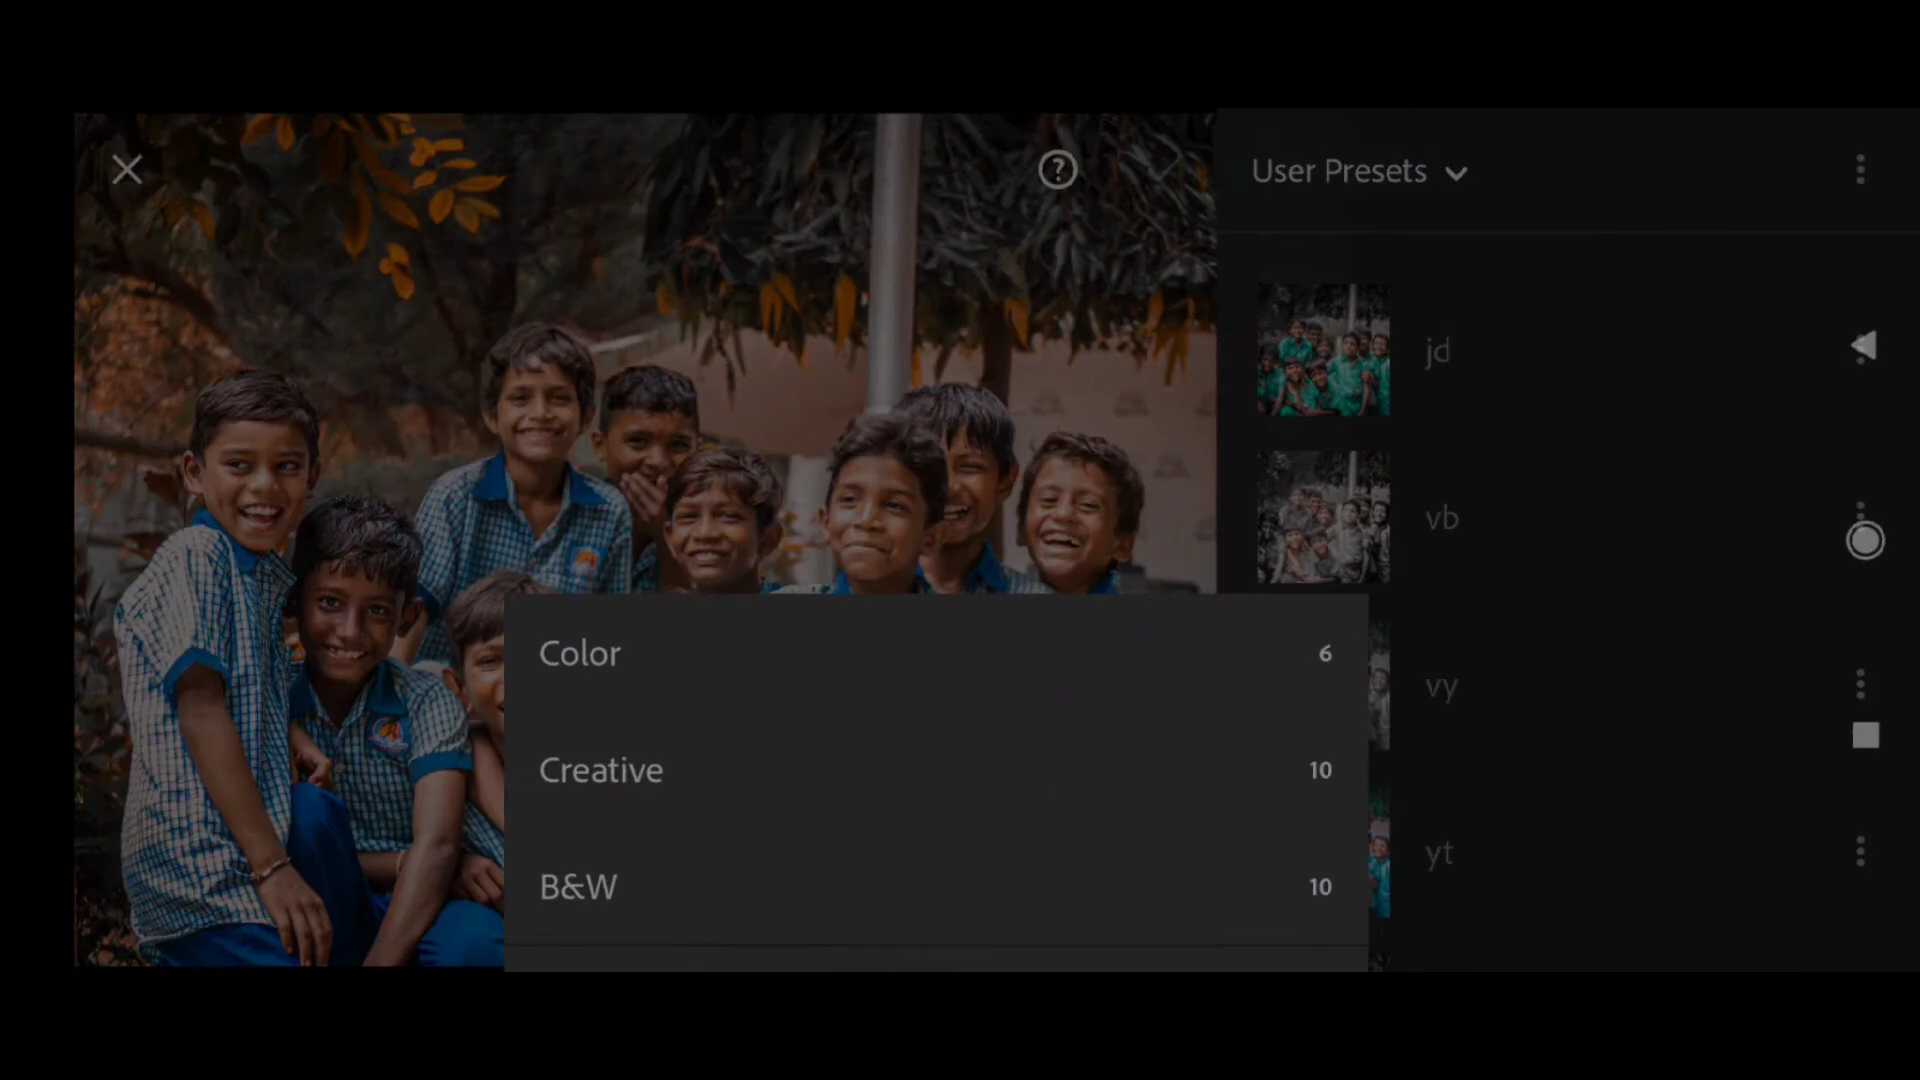 User Presets
jd
vb
vy
yt
Color 6
Creative 10
B&W 10